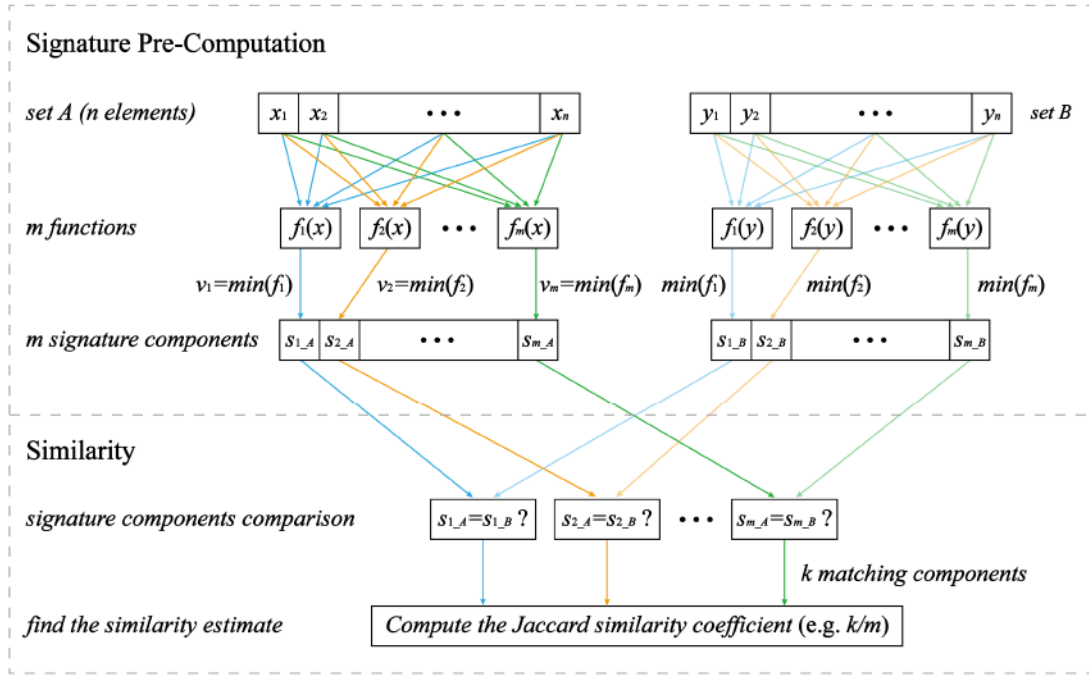 Signature Pre-Computation
set A (n elements) x1 x2 ••• xn y1 y2 ••• yn set B
m functions f1(x) f2(x) ••• fm(x) f1(y) f2(y) ••• fm(y)
v1=min(f1) v2=min(f2) vm=min(fm) min(f1) min(f2) min(fm)
m signature components s1_A s2_A ••• sm_A s1_B s2_B ••• sm_B
Similarity
signature components comparison s1_A=s1_B ? s2_A=s2_B ? ••• sm_A=sm_B ?
k matching components
find the similarity estimate Compute the Jaccard similarity coefficient (e.g. k/m)